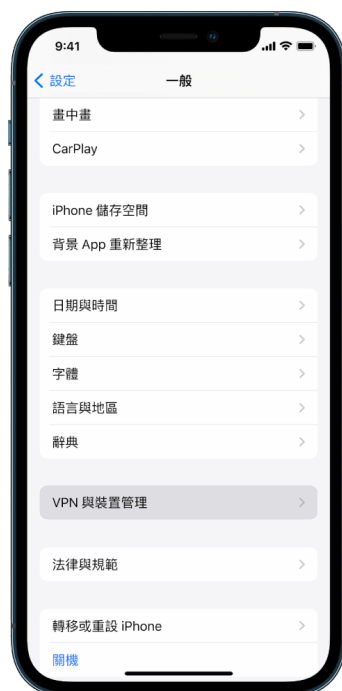 9:41
設定
一般
畫中畫
CarPlay
iPhone 儲存空間
背景 App 重新整理
日期與時間
鍵盤
字體
語言與地區
辭典
VPN 與裝置管理
法律與規範
轉移或重設 iPhone
關機